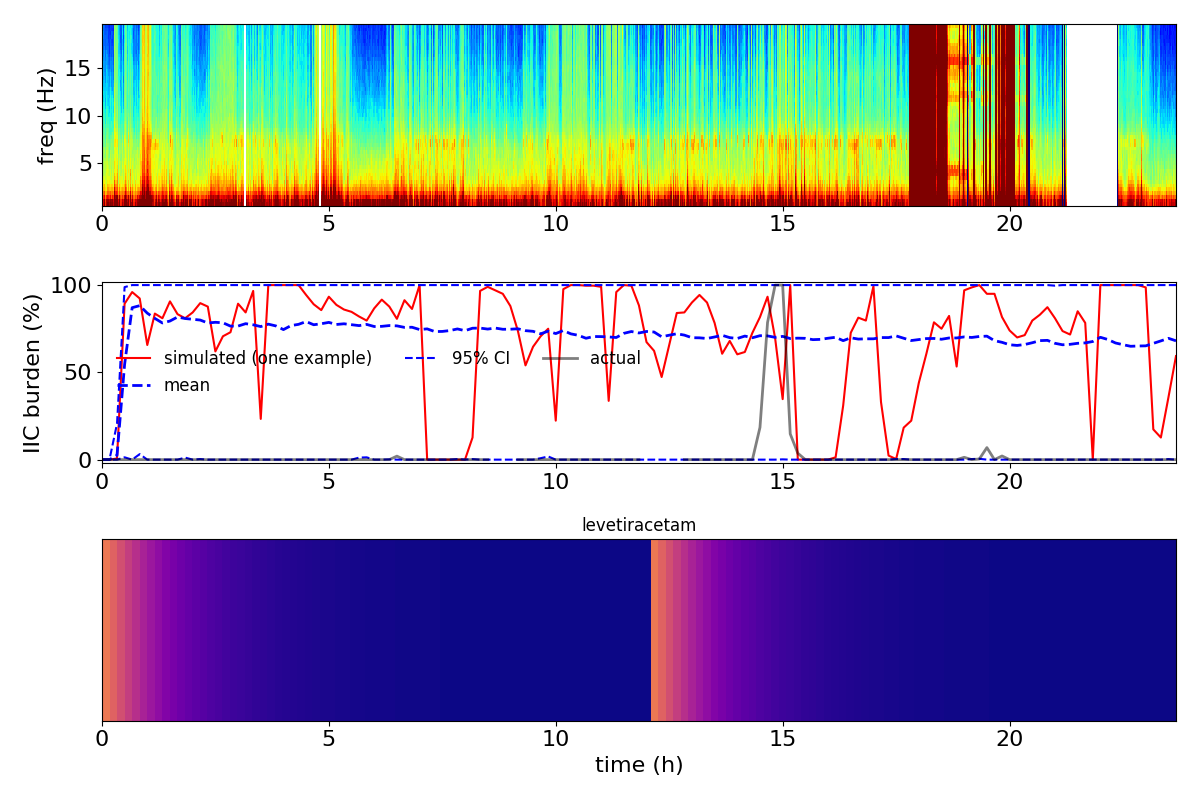 freq (Hz)
15
10
5
0 5 10 15 20
IIC burden (%)
100
50
0
simulated (one example) 95% CI actual
mean
0 5 10 15 20
levetiracetam
0 5 10 15 20
time (h)